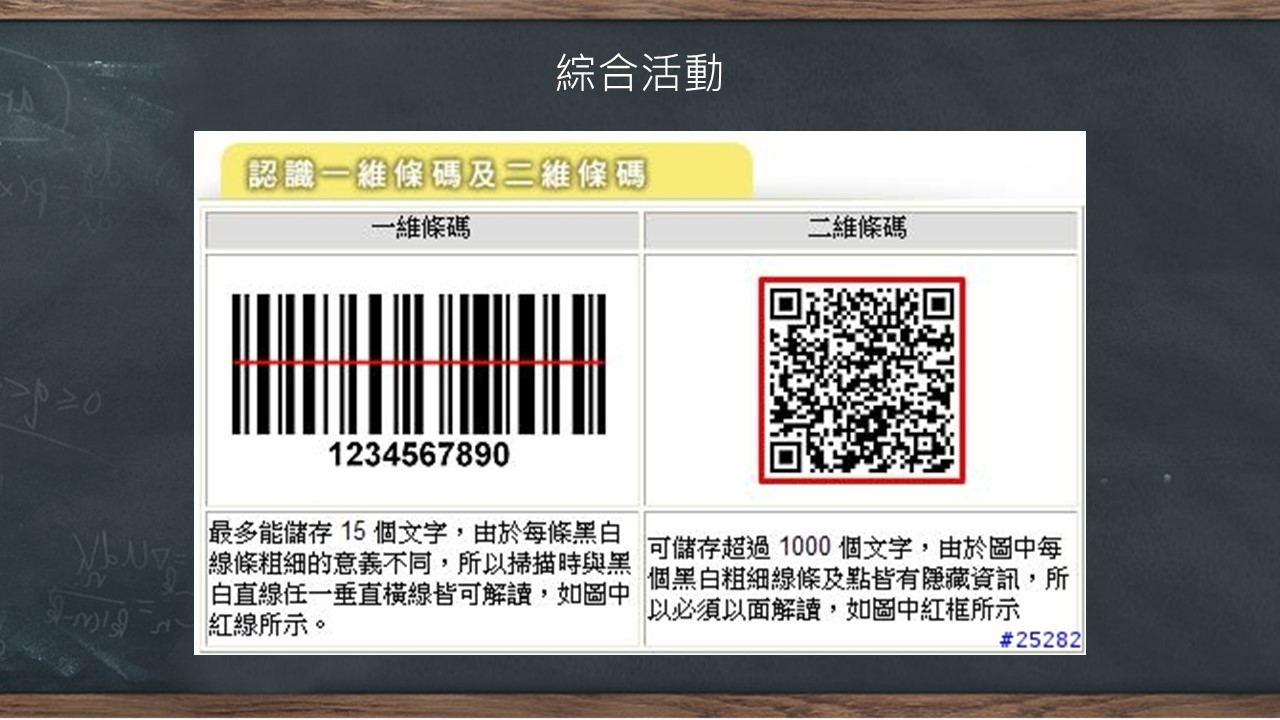 綜合活動
認識一維條碼及二維條碼
一維條碼
二維條碼
1234567890
最多能儲存 15 個文字，由於每條黑白
線條粗細的意義不同，所以掃描時與黑
白直線任一垂直橫線皆可解讀，如圖中
紅線所示。
可儲存超過 1000 個文字，由於圖中每
個黑白粗細線條及點皆有隱藏資訊，所
以必須以面解讀，如圖中紅框所示
#25282